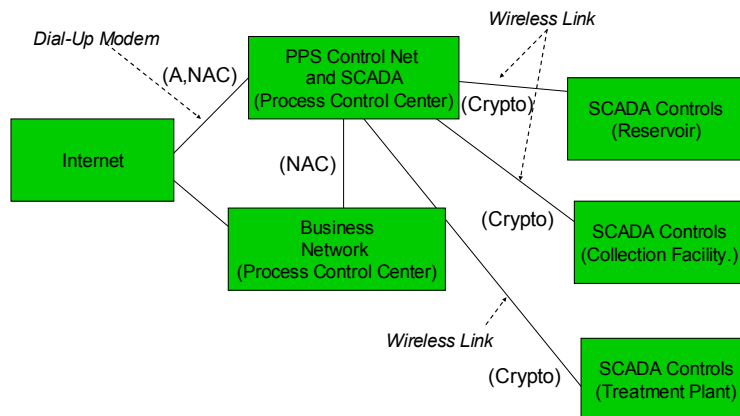 Wireless Link
Dial-Up Modem
(A,NAC)
PPS Control Net
and SCADA
(Process Control Center)
(Crypto)
SCADA Controls
(Reservoir)
Internet
(NAC)
(Crypto)
SCADA Controls
(Collection Facility.)
Business
Network
(Process Control Center)
Wireless Link
(Crypto)
SCADA Controls
(Treatment Plant)